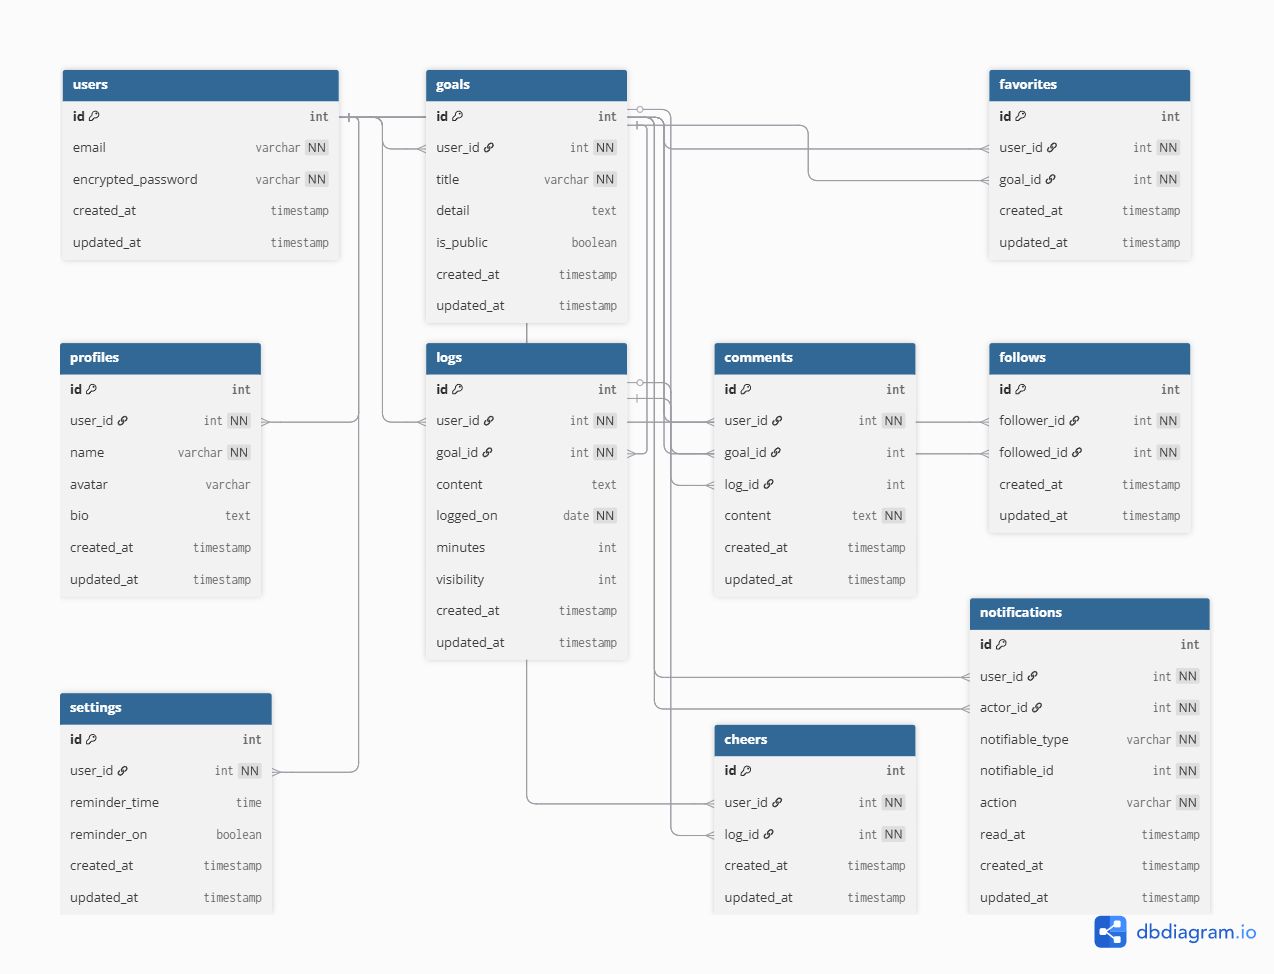 users
id int
email varchar NN
encrypted_password varchar NN
created_at timestamp
updated_at timestamp
goals
id int
user_id int NN
title varchar NN
detail text
is_public boolean
created_at timestamp
updated_at timestamp
favorites
id int
user_id int NN
goal_id int NN
created_at timestamp
updated_at timestamp
profiles
id int
user_id int NN
name varchar NN
avatar varchar
bio text
created_at timestamp
updated_at timestamp
logs
id int
user_id int NN
goal_id int NN
content text
logged_on date NN
minutes int
visibility int
created_at timestamp
updated_at timestamp
comments
id int
user_id int NN
goal_id int
log_id int
content text NN
created_at timestamp
updated_at timestamp
follows
id int
follower_id int NN
followed_id int NN
created_at timestamp
updated_at timestamp
settings
id int
user_id int NN
reminder_time time
reminder_on boolean
created_at timestamp
updated_at timestamp
cheers
id int
user_id int NN
log_id int NN
created_at timestamp
updated_at timestamp
notifications
id int
user_id int NN
actor_id int NN
notifiable_type varchar NN
notifiable_id int NN
action varchar NN
read_at timestamp
created_at timestamp
updated_at timestamp
dbdiagram.io